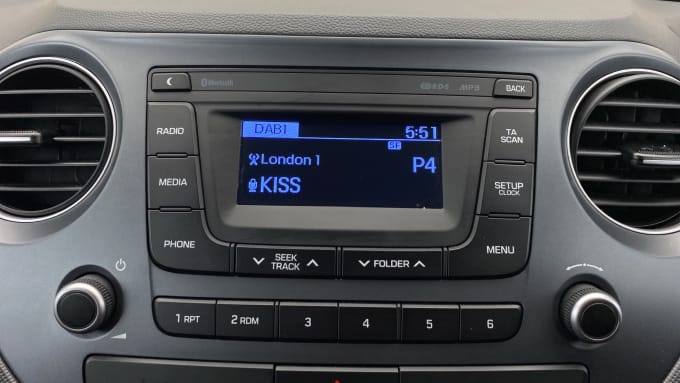 Bluetooth
R·D·S
MP3
BACK
RADIO
DAB1
5:51
TA
SCAN
SF
London 1
P4
MEDIA
KISS
SETUP
CLOCK
PHONE
SEEK
TRACK
FOLDER
MENU
1 RPT
2 RDM
3
4
5
6